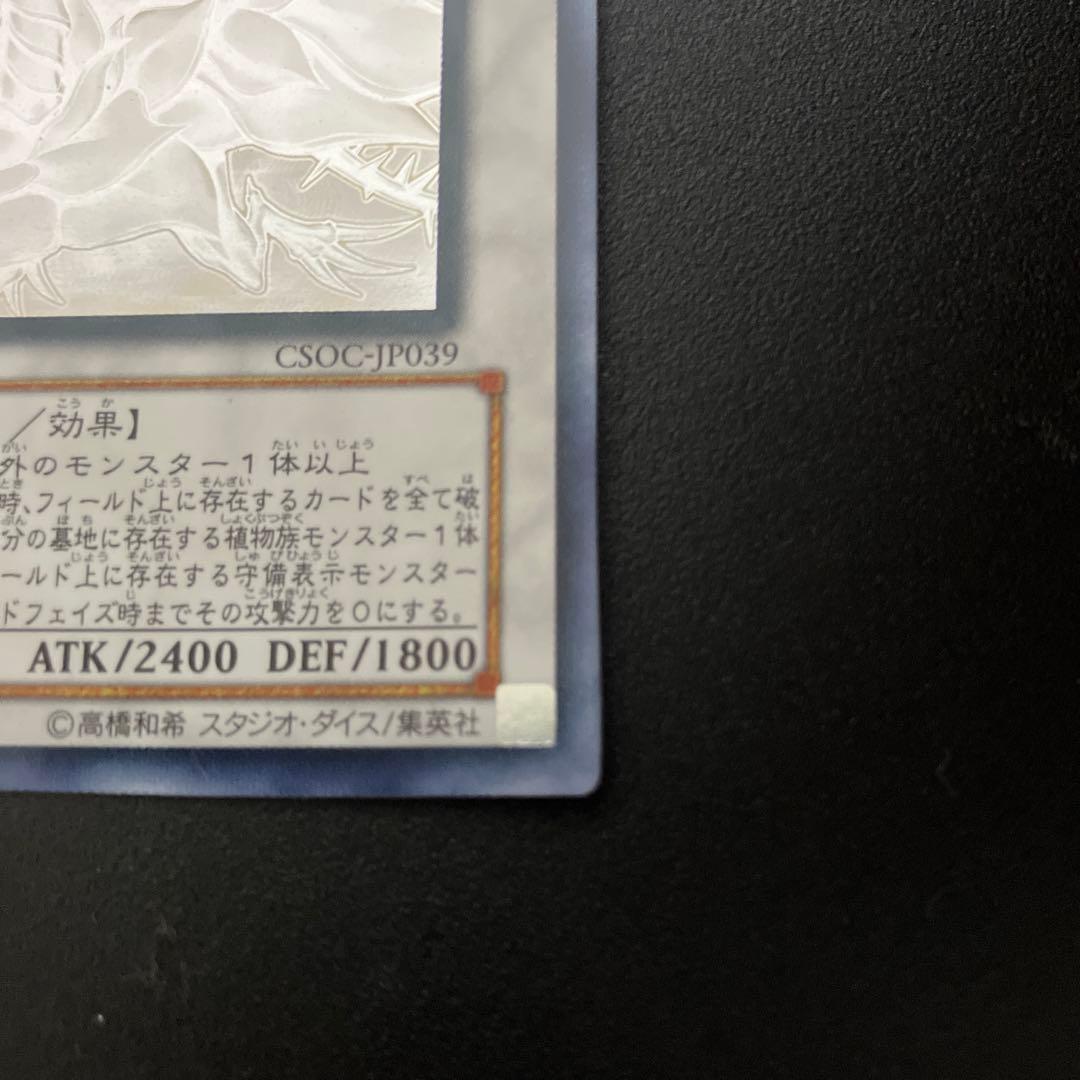 CSOC-JP039
／効果】
外のモンスター1体以上
時、フィールド上に存在するカードを全て破
分の墓地に存在する植物族モンスター1体
ールド上に存在する守備表示モンスター
ドフェイズ時までその攻撃力を0にする。
ATK/2400 DEF/1800
©高橋和希 スタジオ・ダイス/集英社